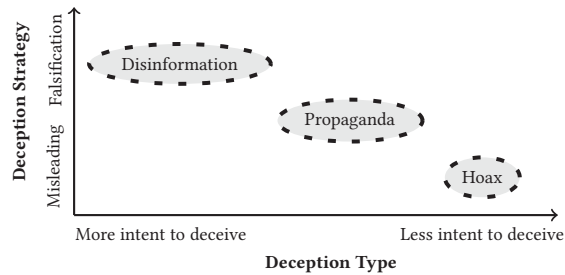 Deception Strategy
Falsification
Misleading
Disinformation
Propaganda
Hoax
More intent to deceive
Less intent to deceive
Deception Type